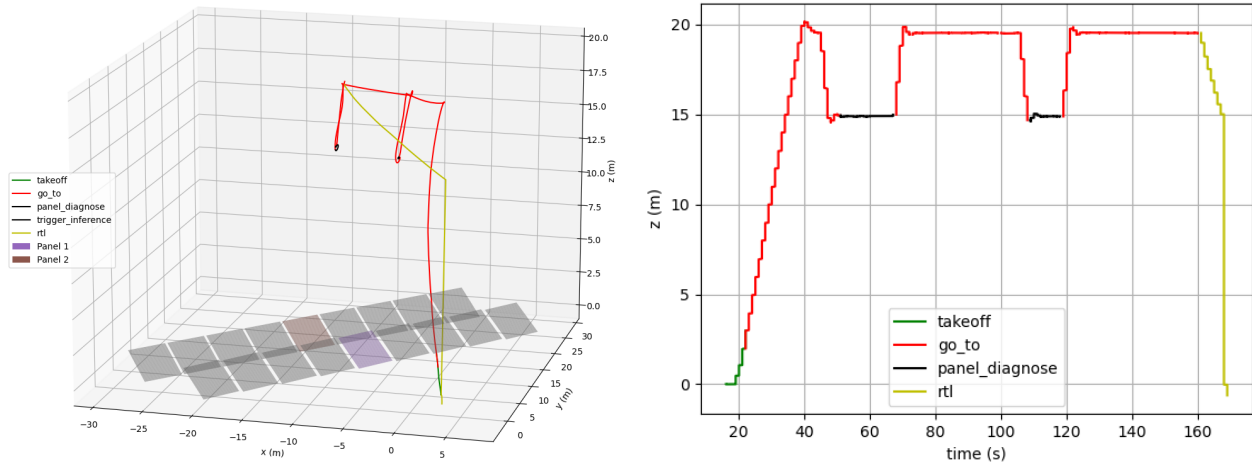 takeoff
go_to
panel_diagnose
trigger_inference
rtl
Panel 1
Panel 2
20.0
17.5
15.0
12.5
10.0
7.5
5.0
2.5
0.0
z (m)
30
25
20
15
10
5
0
y (m)
−30
−25
−20
−15
−10
−5
0
5
x (m)
20
15
10
5
0
z (m)
20
40
60
80
100
120
140
160
time (s)
takeoff
go_to
panel_diagnose
rtl